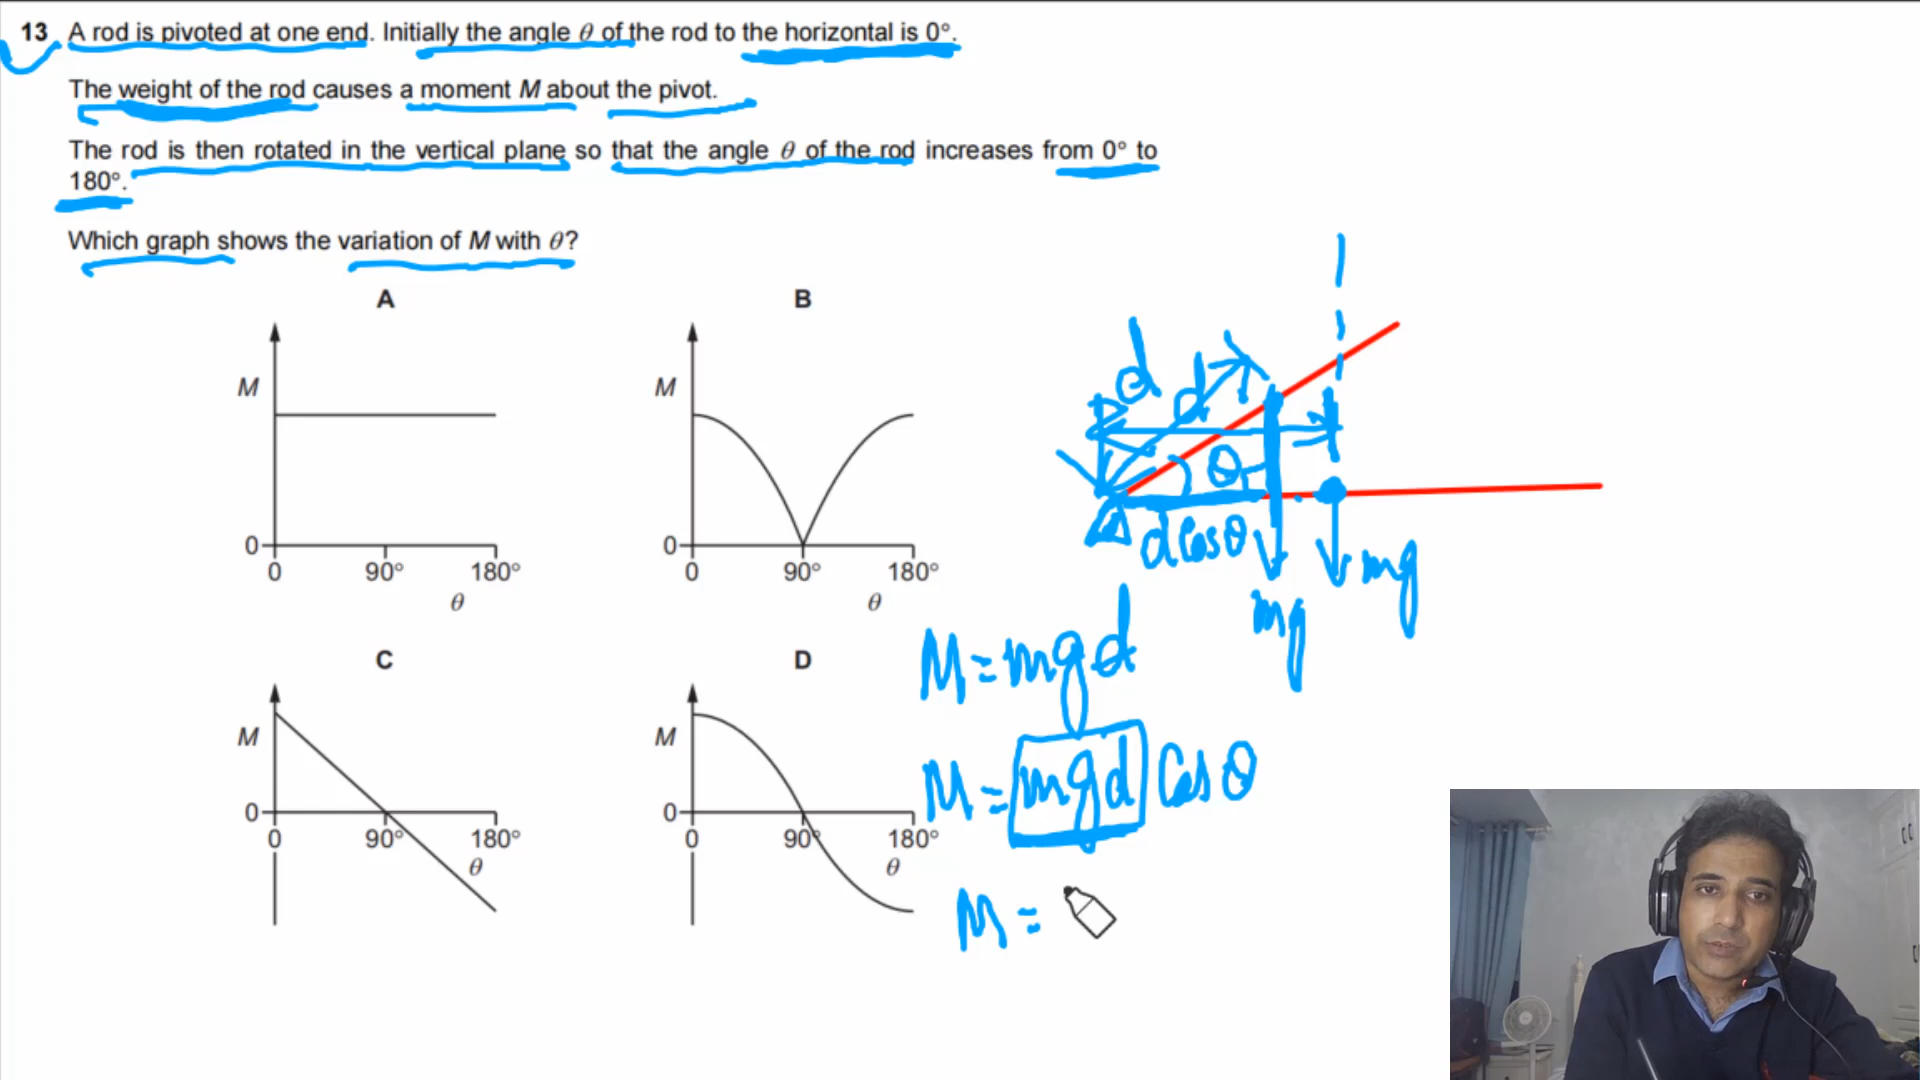 13 A rod is pivoted at one end. Initially the angle θ of the rod to the horizontal is 0°.
The weight of the rod causes a moment M about the pivot.
The rod is then rotated in the vertical plane so that the angle θ of the rod increases from 0° to
180°.
Which graph shows the variation of M with θ?
A
M
0
0 90° 180°
θ
B
M
0
0 90° 180°
θ
C
M
0
0 90° 180°
θ
D
M
0
0 90° 180°
θ
d
d
θ
d Cos θ
mg
mg
M = mg d
M = mgd Cos θ
M =